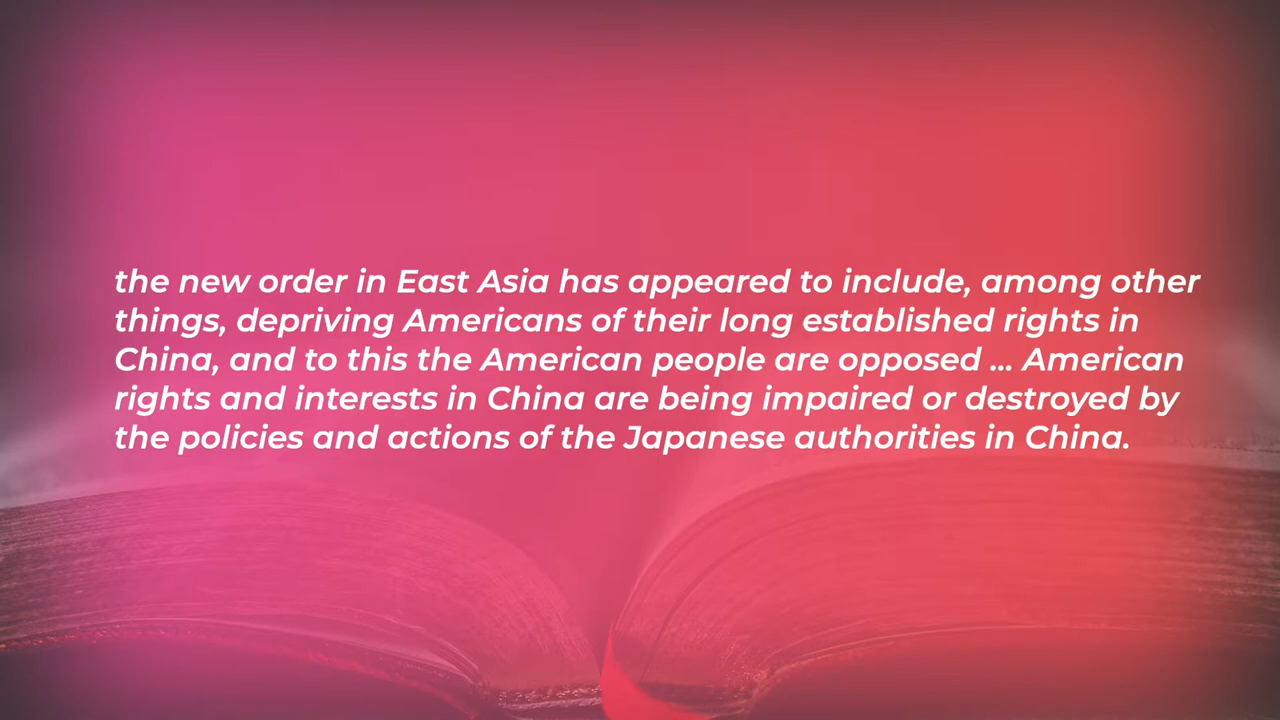 the new order in East Asia has appeared to include, among other
things, depriving Americans of their long established rights in
China, and to this the American people are opposed ... American
rights and interests in China are being impaired or destroyed by
the policies and actions of the Japanese authorities in China.